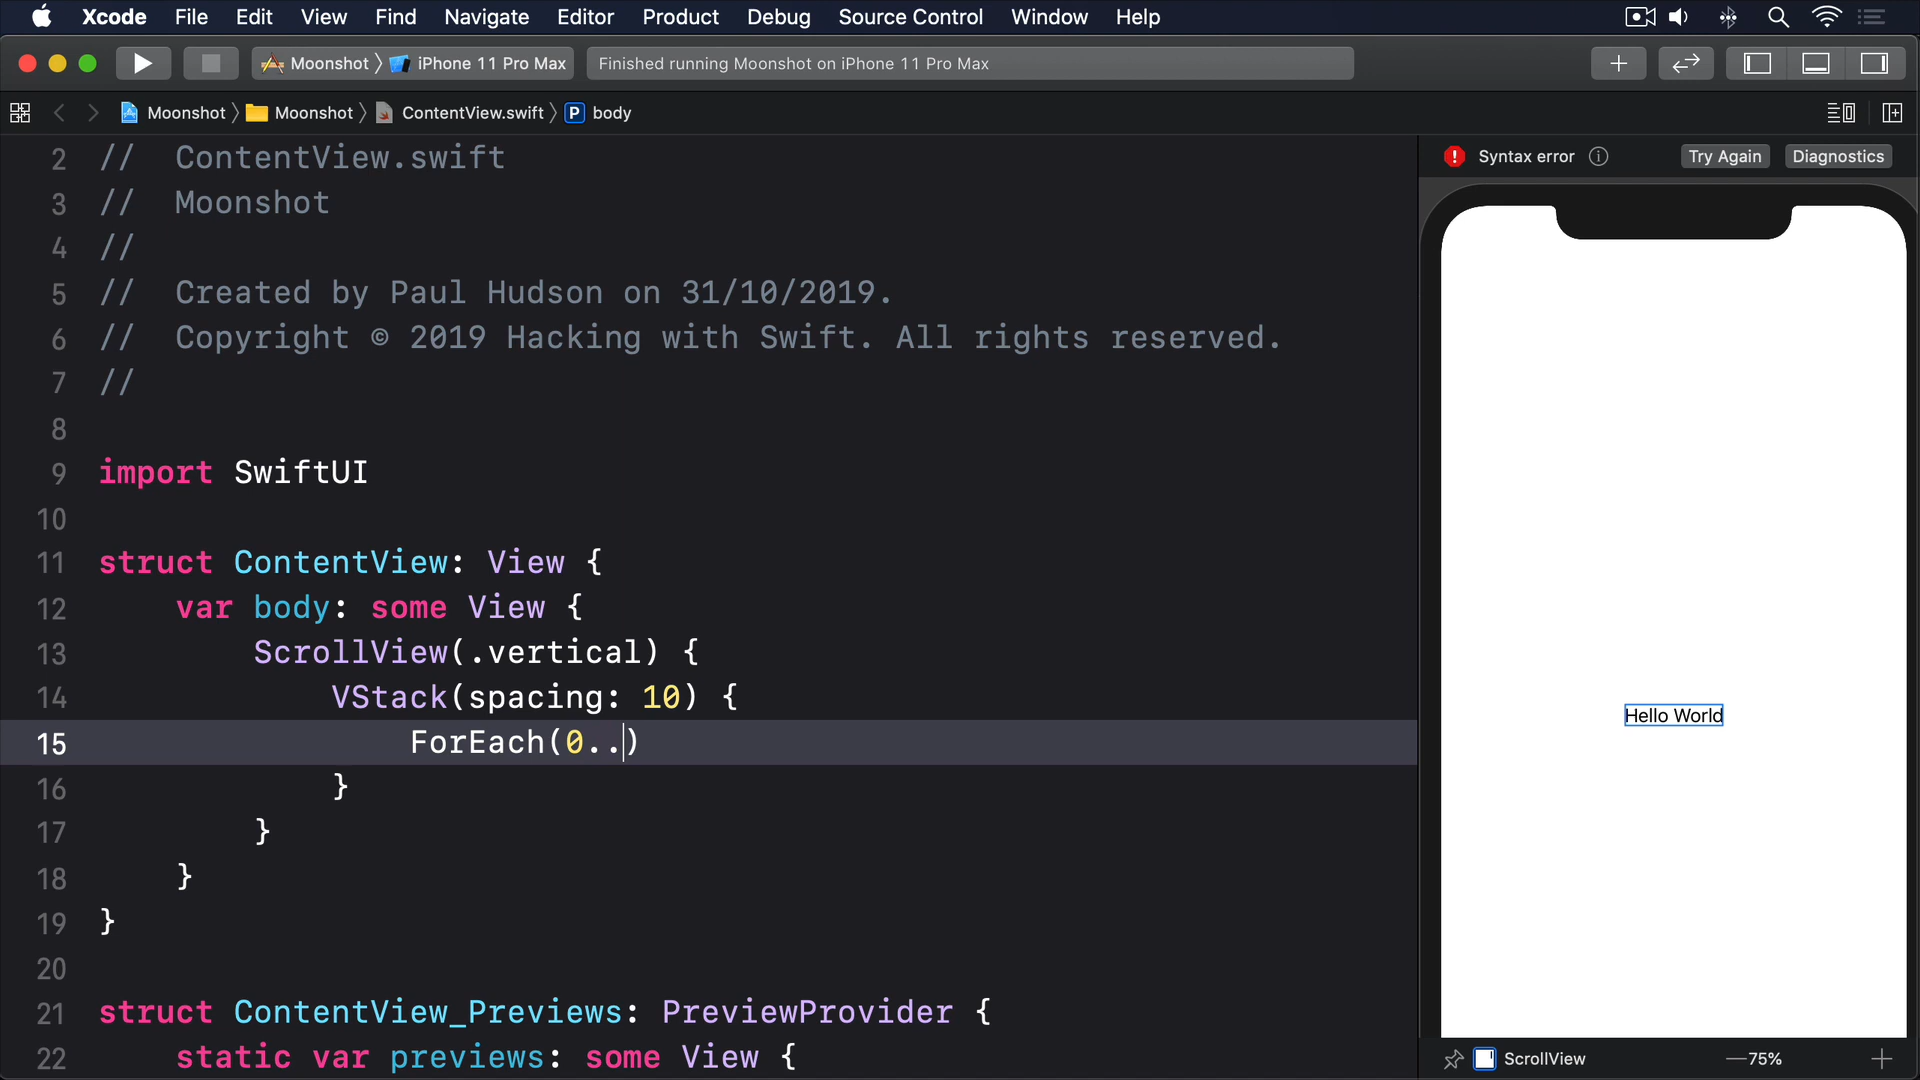 Xcode File Edit View Find Navigate Editor Product Debug Source Control Window Help
Moonshot iPhone 11 Pro Max Finished running Moonshot on iPhone 11 Pro Max
Moonshot Moonshot ContentView.swift P body
2 // ContentView.swift
3 // Moonshot
4 //
5 // Created by Paul Hudson on 31/10/2019.
6 // Copyright © 2019 Hacking with Swift. All rights reserved.
7 //
8
9 import SwiftUI
10
11 struct ContentView: View {
12 var body: some View {
13 ScrollView(.vertical) {
14 VStack(spacing: 10) {
15 ForEach(0..)
16 }
17 }
18 }
19 }
20
21 struct ContentView_Previews: PreviewProvider {
22 static var previews: some View {
Syntax error Try Again Diagnostics
Hello World
ScrollView — 75% +